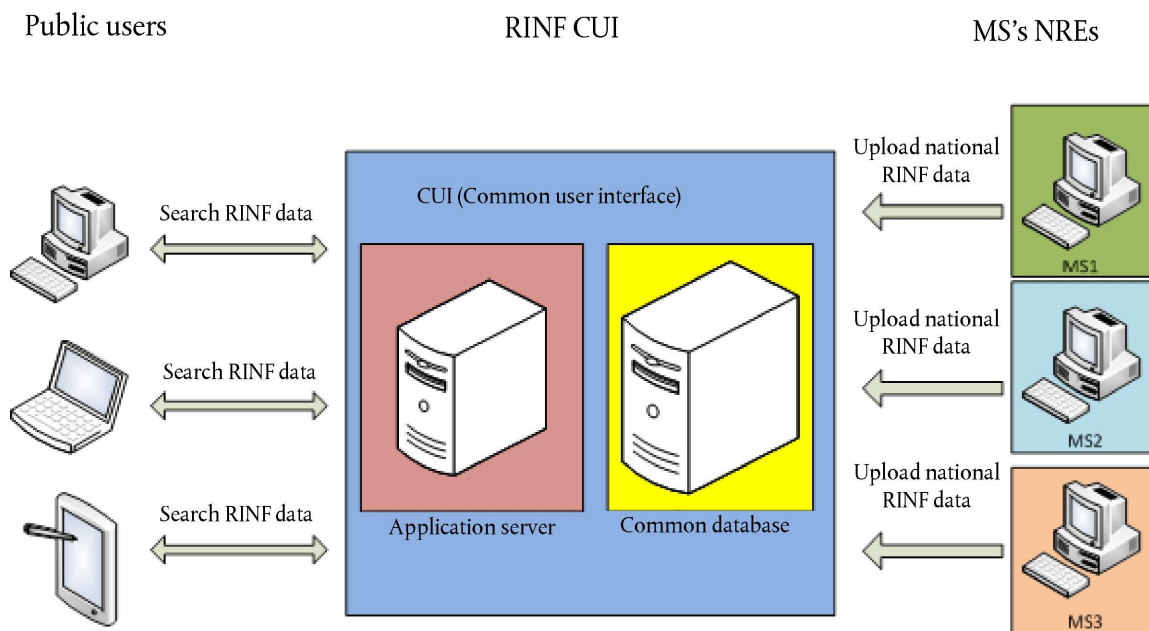 Public users
RINF CUI
MS's NREs
Search RINF data
Search RINF data
Search RINF data
CUI (Common user interface)
Application server
Common database
Upload national
RINF data
MS1
Upload national
RINF data
MS2
Upload national
RINF data
MS3